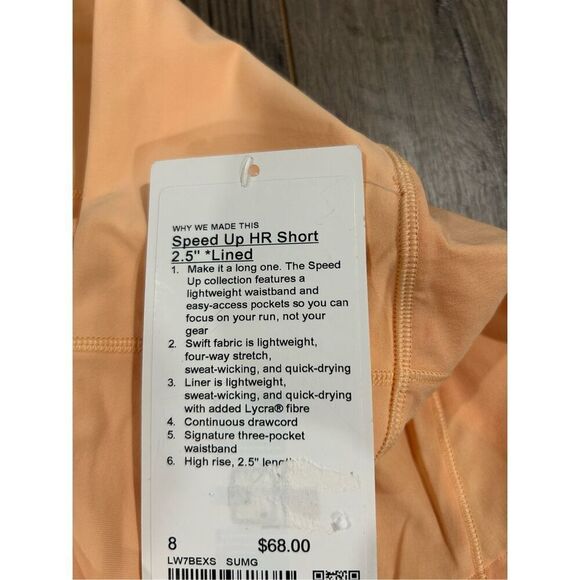 WHY WE MADE THIS
Speed Up HR Short
2.5" *Lined
1. Make it a long one. The Speed
Up collection features a
lightweight waistband and
easy-access pockets so you can
focus on your run, not your
gear
2. Swift fabric is lightweight,
four-way stretch,
sweat-wicking, and quick-drying
3. Liner is lightweight,
sweat-wicking, and quick-drying
with added Lycra® fibre
4. Continuous drawcord
5. Signature three-pocket
waistband
6. High rise, 2.5" length
8 $68.00
LW7BEXS SUMG